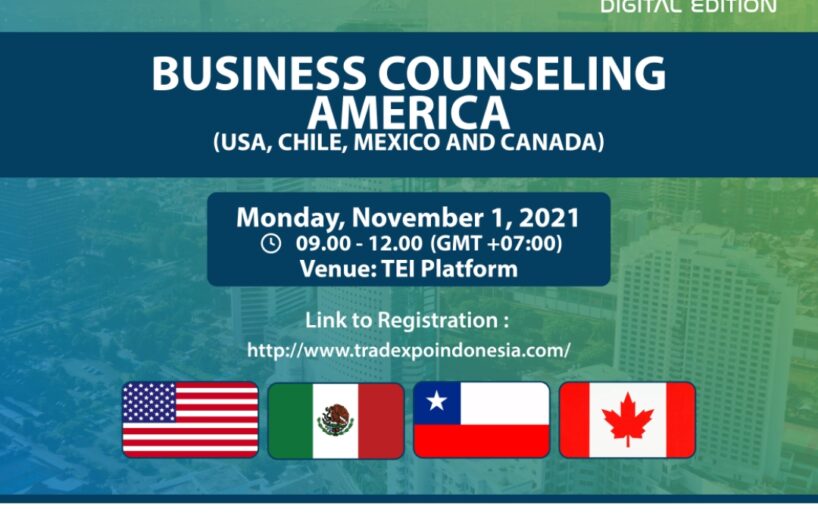 DIGITAL EDITION
BUSINESS COUNSELING
AMERICA
(USA, CHILE, MEXICO AND CANADA)
Monday, November 1, 2021
09.00 - 12.00 (GMT +07:00)
Venue: TEI Platform
Link to Registration :
http://www.tradexpoindonesia.com/